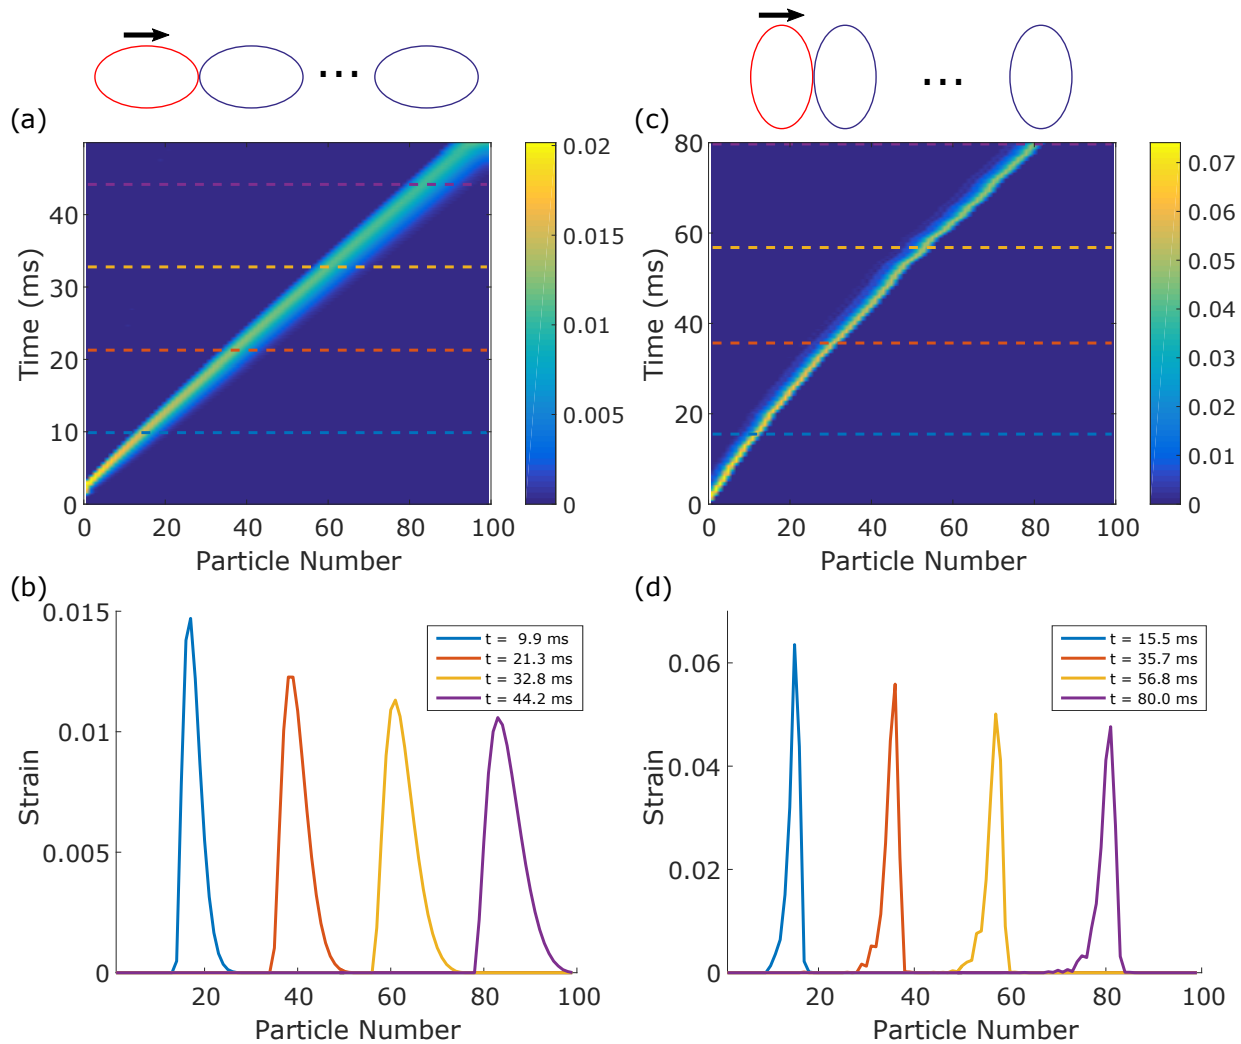 (a)
Time (ms)
40
30
20
10
0
0 20 40 60 80 100
Particle Number
0.02
0.015
0.01
0.005
0
(c)
Time (ms)
80
60
40
20
0
0 20 40 60 80 100
Particle Number
0.07
0.06
0.05
0.04
0.03
0.02
0.01
0
(b)
Strain
0.015
0.01
0.005
0
20 40 60 80 100
Particle Number
t = 9.9 ms
t = 21.3 ms
t = 32.8 ms
t = 44.2 ms
(d)
Strain
0.06
0.04
0.02
0
20 40 60 80 100
Particle Number
t = 15.5 ms
t = 35.7 ms
t = 56.8 ms
t = 80.0 ms